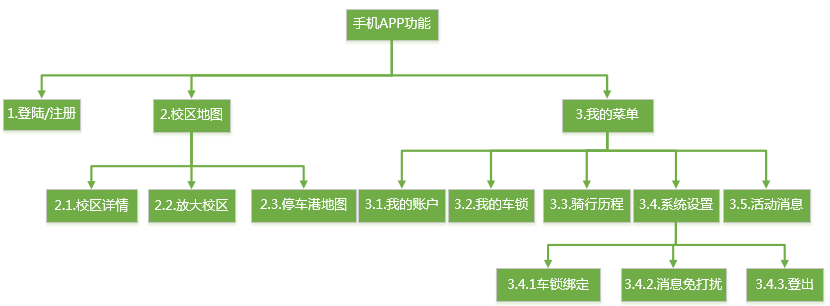 手机APP功能
1.登陆/注册
2.校区地图
3.我的菜单
2.1.校区详情
2.2.放大校区
2.3.停车港地图
3.1.我的账户
3.2.我的车锁
3.3.骑行历程
3.4.系统设置
3.5.活动消息
3.4.1车锁绑定
3.4.2.消息免打扰
3.4.3.登出